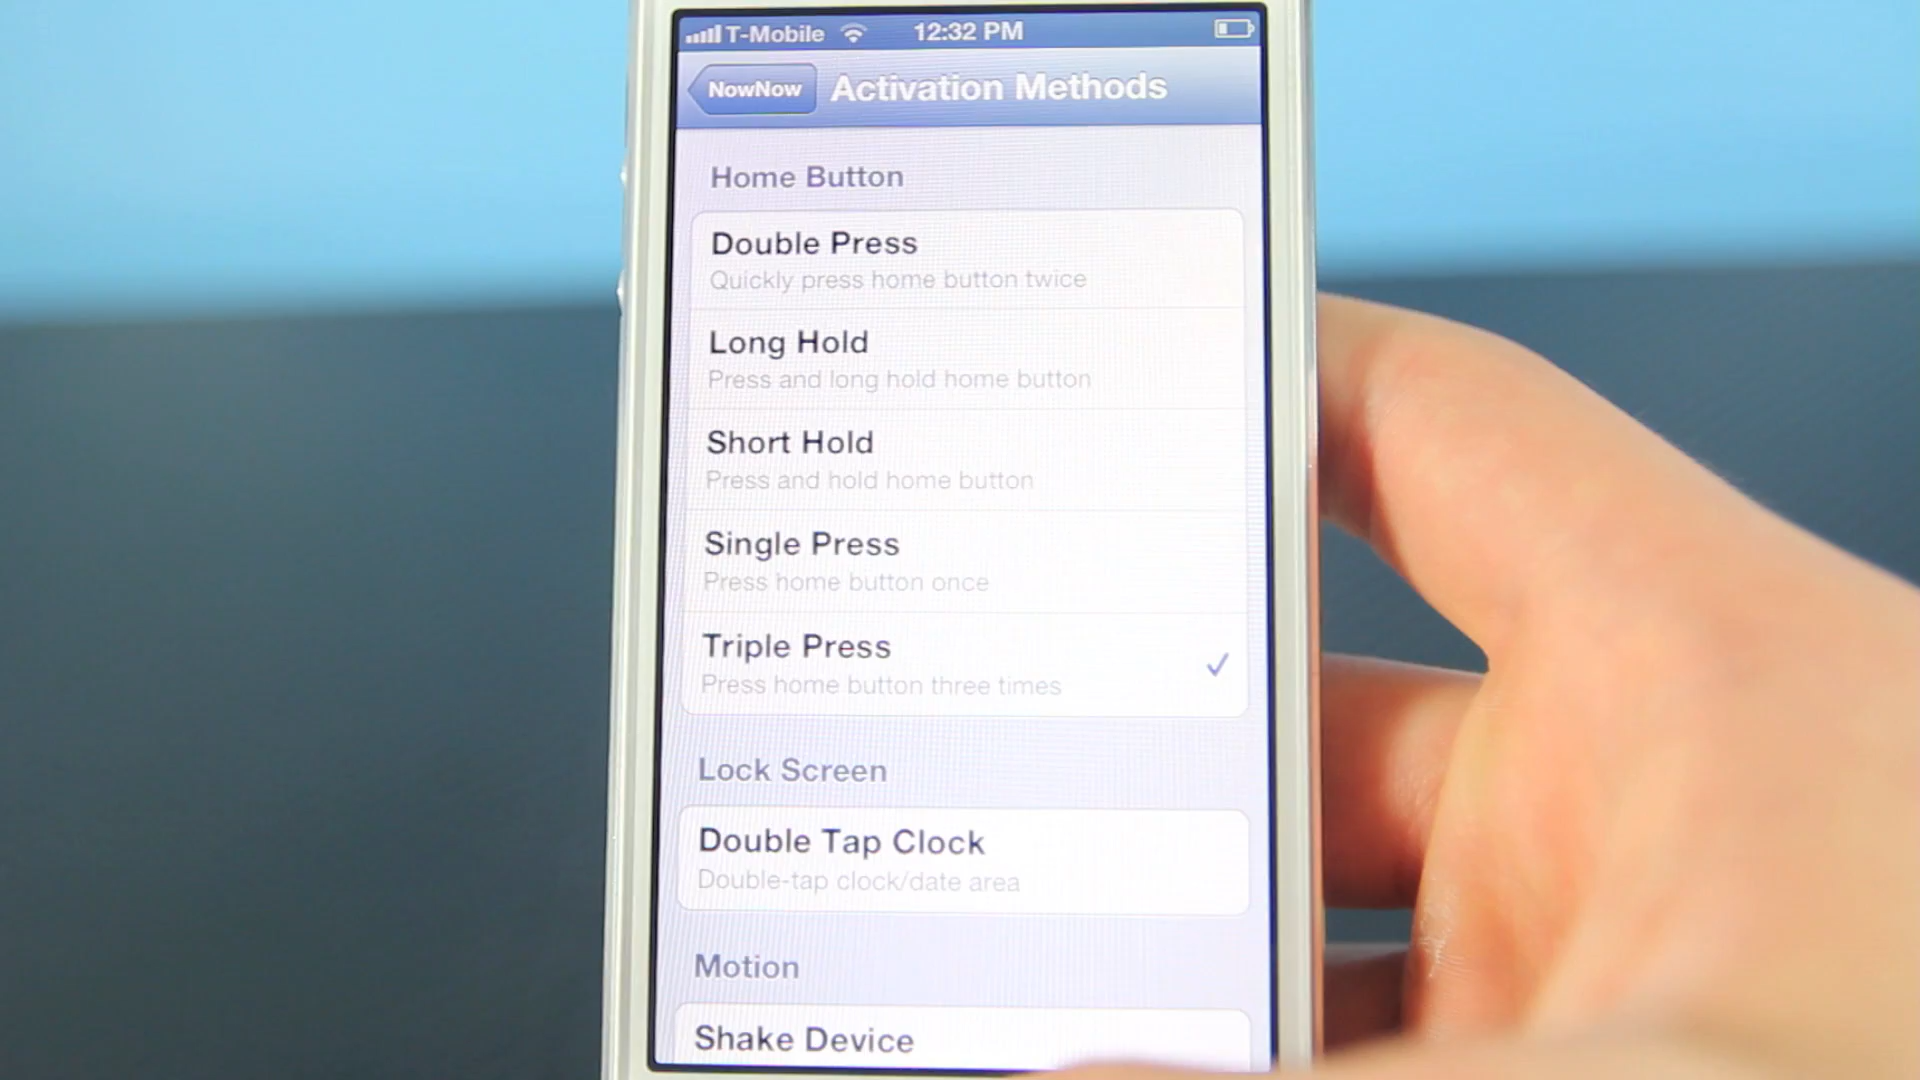 T-Mobile 12:32 PM
NowNow Activation Methods
Home Button
Double Press
Quickly press home button twice
Long Hold
Press and long hold home button
Short Hold
Press and hold home button
Single Press
Press home button once
Triple Press
Press home button three times
Lock Screen
Double Tap Clock
Double-tap clock/date area
Motion
Shake Device